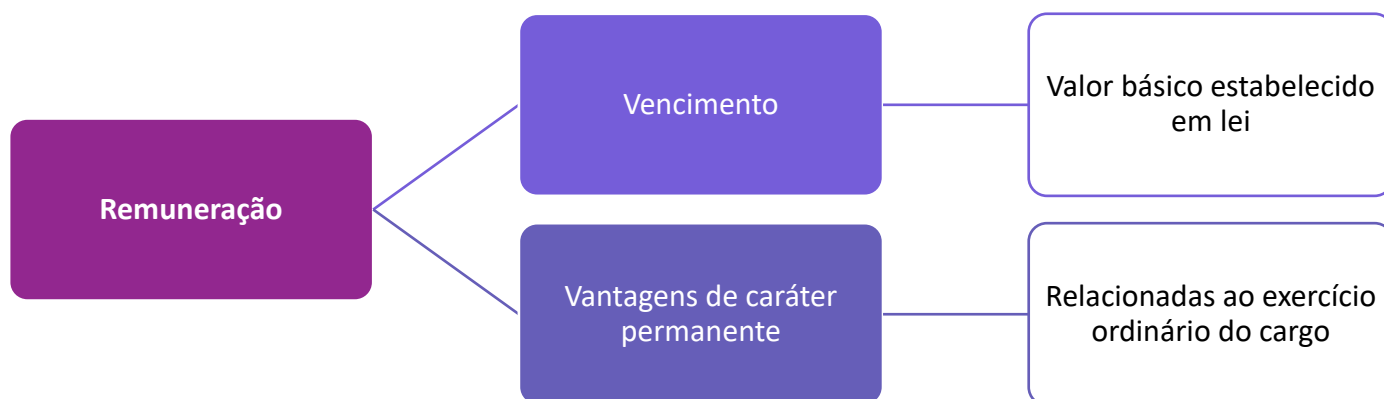 Remuneração
Vencimento
Valor básico estabelecido
em lei
Vantagens de caráter
permanente
Relacionadas ao exercício
ordinário do cargo